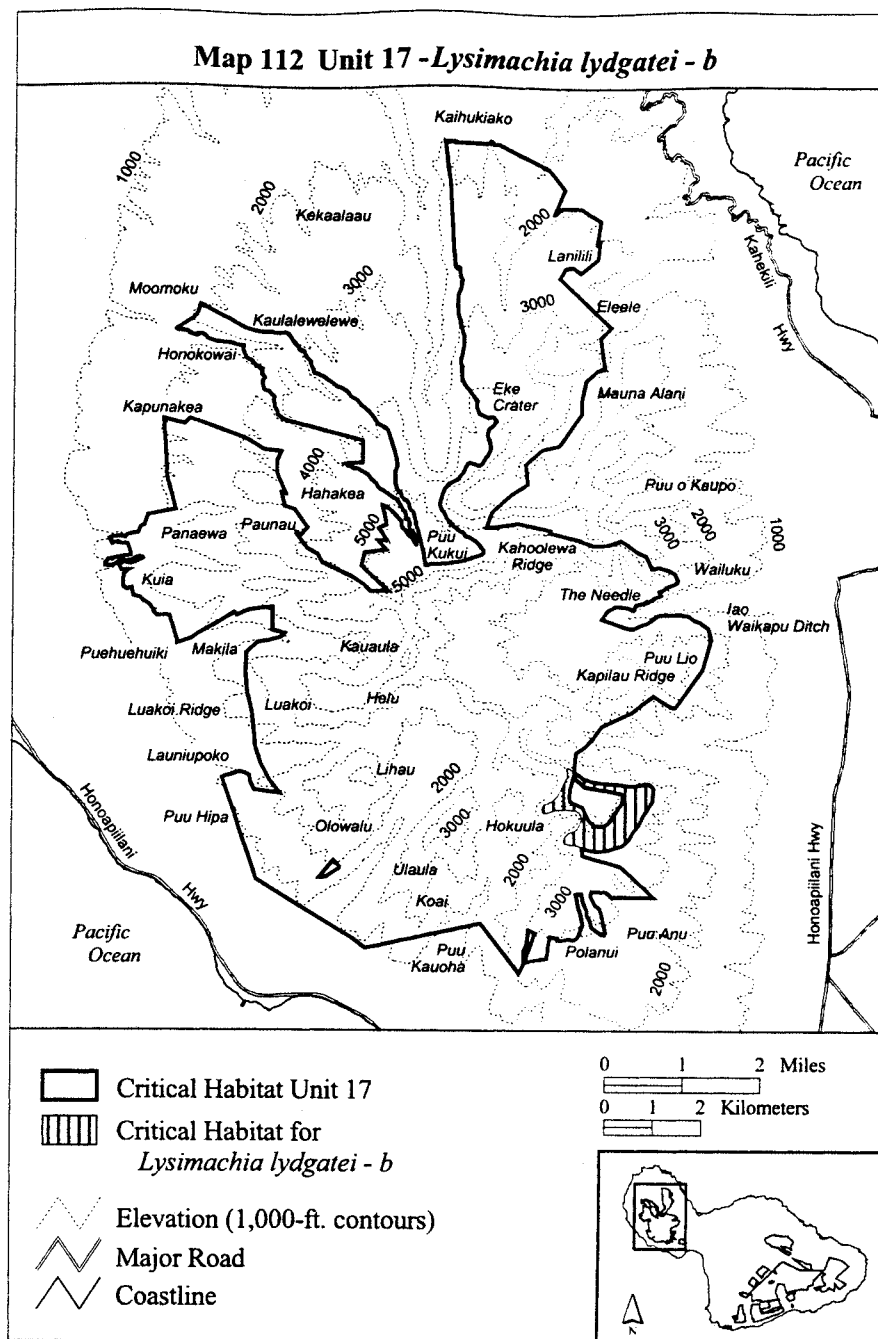 Map 112 Unit 17 - Lysimachia lydgatei - b
Kaihukiako
Pacific
Ocean
1000
2000
Kekaalaau
2000
Lanilili
Kahekili
Hwy
3000
3000
Eleele
Moomoku
Kaulalewelewe
Honokowai
Kapunakea
Eke
Crater
Mauna Alani
4000
Hahakea
Puu o Kaupo
Panaewa
Paunau
5000
Puu
Kukui
Kahoolewa
Ridge
3000
2000
1000
Wailuku
Kuia
5000
The Needle
Iao
Waikapu Ditch
Puehuehuiki
Makila
Kauaula
Puu Lio
Kapilau Ridge
Luakoi Ridge
Luakoi
Helu
Launiupoko
Lihau
2000
Puu Hipa
Olowalu
3000
Hokuula
Honoapiilani
Hwy
Ulaula
2000
Koai
3000
Honoapiilani Hwy
Pacific
Ocean
Puu
Kauoha
Polanui
Puu Anu
2000
Critical Habitat Unit 17
Critical Habitat for
Lysimachia lydgatei - b
Elevation (1,000-ft. contours)
Major Road
Coastline
0 1 2 Miles
0 1 2 Kilometers
N